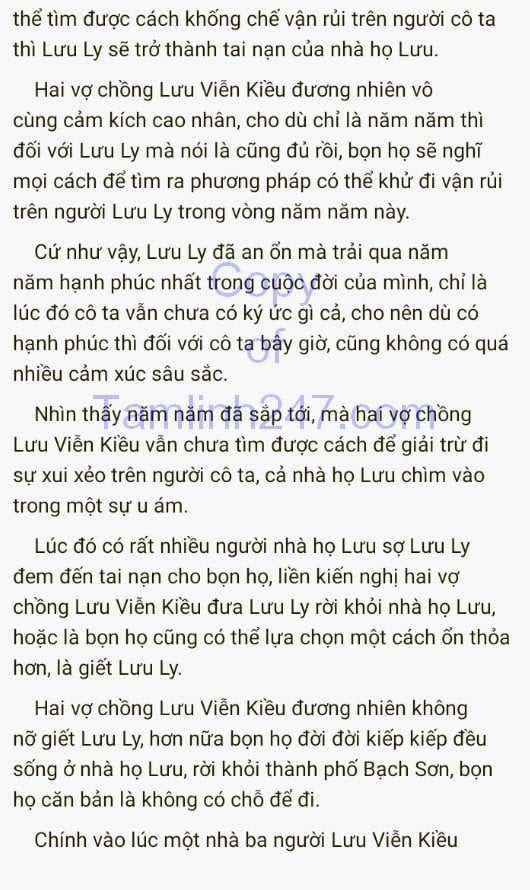 thể tìm được cách khống chế vận rủi trên người cô ta
thì Lưu Ly sẽ trở thành tai nạn của nhà họ Lưu.
Hai vợ chồng Lưu Viễn Kiều đương nhiên vô
cùng cảm kích cao nhân, cho dù chỉ là năm năm thì
đối với Lưu Ly mà nói là cũng đủ rồi, bọn họ sẽ nghĩ
mọi cách để tìm ra phương pháp có thể khử đi vận rủi
trên người Lưu Ly trong vòng năm năm này.
Cứ như vậy, Lưu Ly đã an ổn mà trải qua năm
năm hạnh phúc nhất trong cuộc đời của mình, chỉ là
Copy
lúc đó cô ta vẫn chưa có ký ức gì cả, cho nên dù có
hạnh phúc thì đối với cô ta bây giờ, cũng không có quá
of
nhiều cảm xúc sâu sắc.
Nhìn thấy năm năm đã sắp tới, mà hai vợ chồng
Tamlinh247.com
Lưu Viễn Kiều vẫn chưa tìm được cách để giải trừ đi
sự xui xẻo trên người cô ta, cả nhà họ Lưu chìm vào
trong một sự u ám.
Lúc đó có rất nhiều người nhà họ Lưu sợ Lưu Ly
đem đến tai nạn cho bọn họ, liền kiến nghị hai vợ
chồng Lưu Viễn Kiều đưa Lưu Ly rời khỏi nhà họ Lưu,
hoặc là bọn họ cũng có thể lựa chọn một cách ổn thỏa
hơn, là giết Lưu Ly.
Hai vợ chồng Lưu Viễn Kiều đương nhiên không
nỡ giết Lưu Ly, hơn nữa bọn họ đời đời kiếp kiếp đều
sống ở nhà họ Lưu, rời khỏi thành phố Bạch Sơn, bọn
họ căn bản là không có chỗ để đi.
Chính vào lúc một nhà ba người Lưu Viễn Kiều